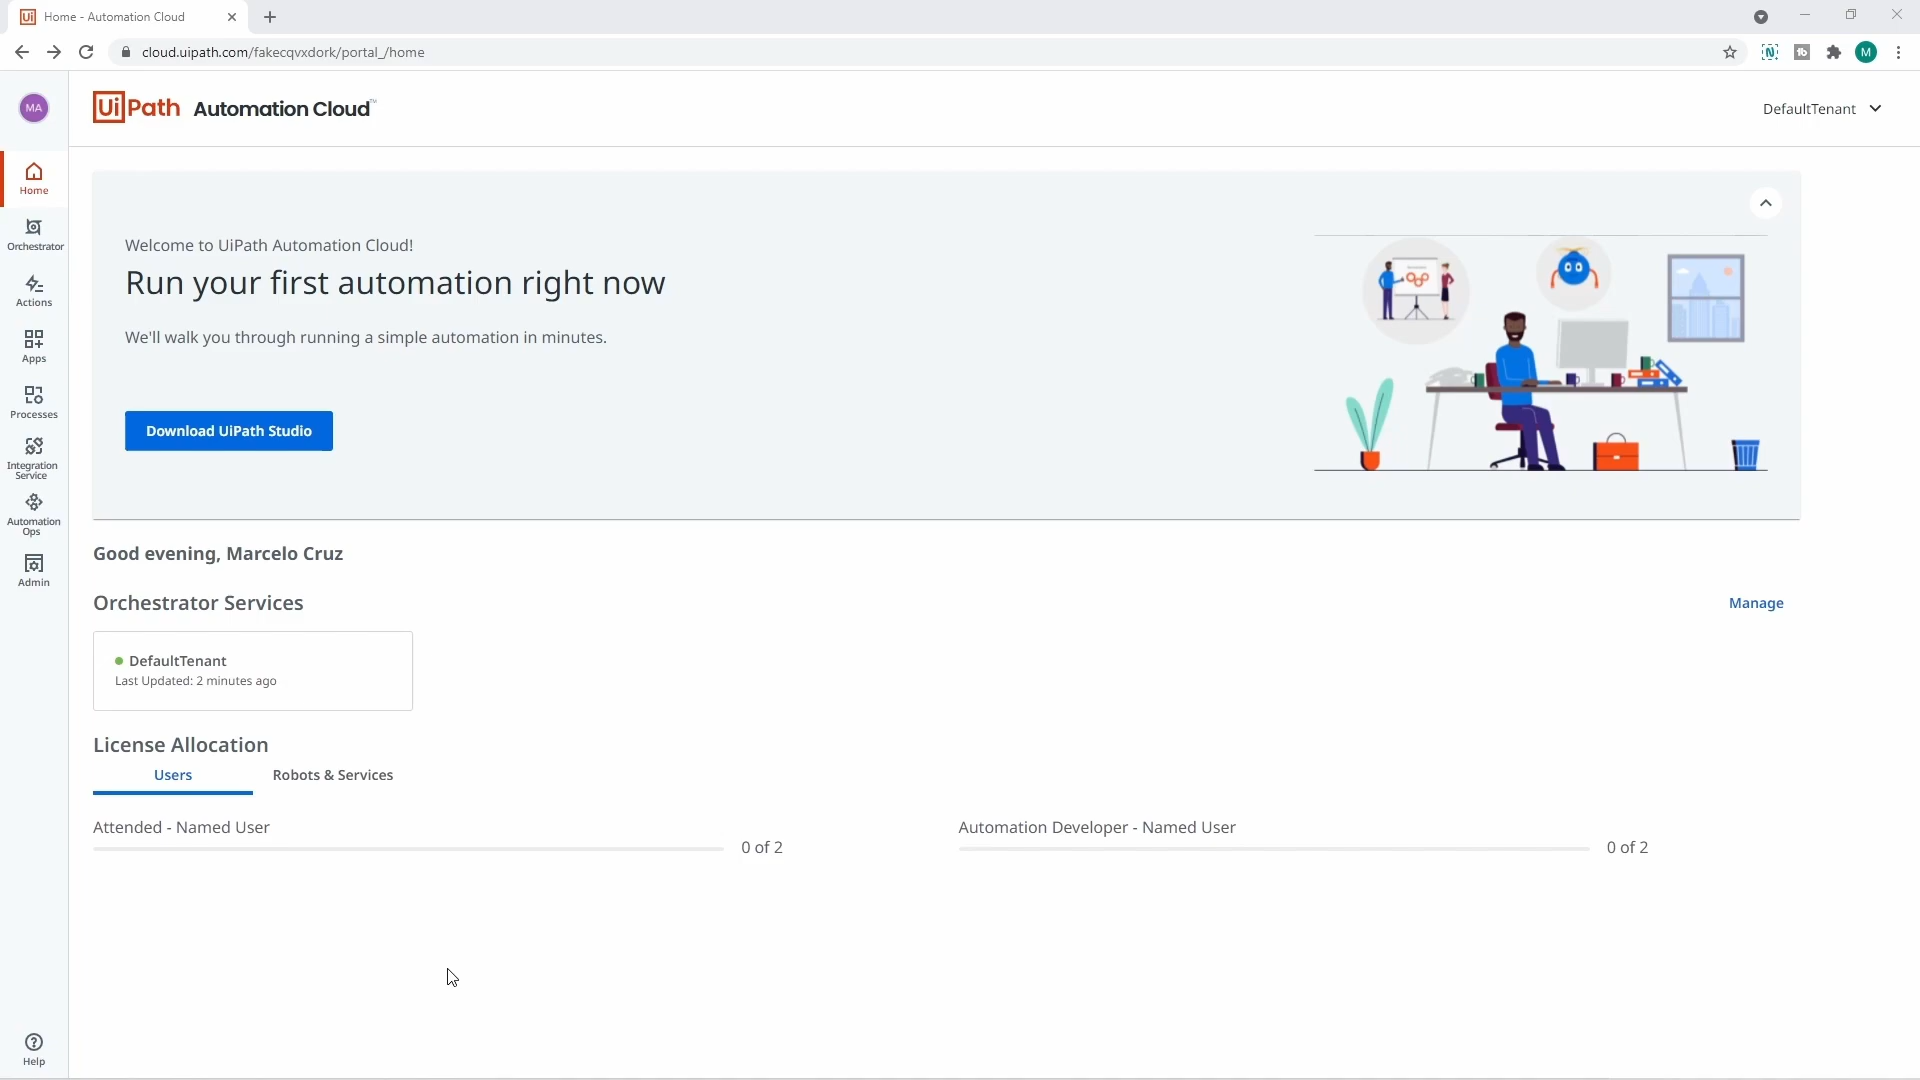 Home - Automation Cloud
cloud.uipath.com/fakecqvxdork/portal_/home
M
MA
UiPath Automation Cloud™
DefaultTenant
Home
Orchestrator
Actions
Apps
Processes
Integration
Service
Automation
Ops
Admin
Help
Welcome to UiPath Automation Cloud!
Run your first automation right now
We'll walk you through running a simple automation in minutes.
Download UiPath Studio
Good evening, Marcelo Cruz
Orchestrator Services
Manage
DefaultTenant
Last Updated: 2 minutes ago
License Allocation
Users
Robots & Services
Attended - Named User
0 of 2
Automation Developer - Named User
0 of 2